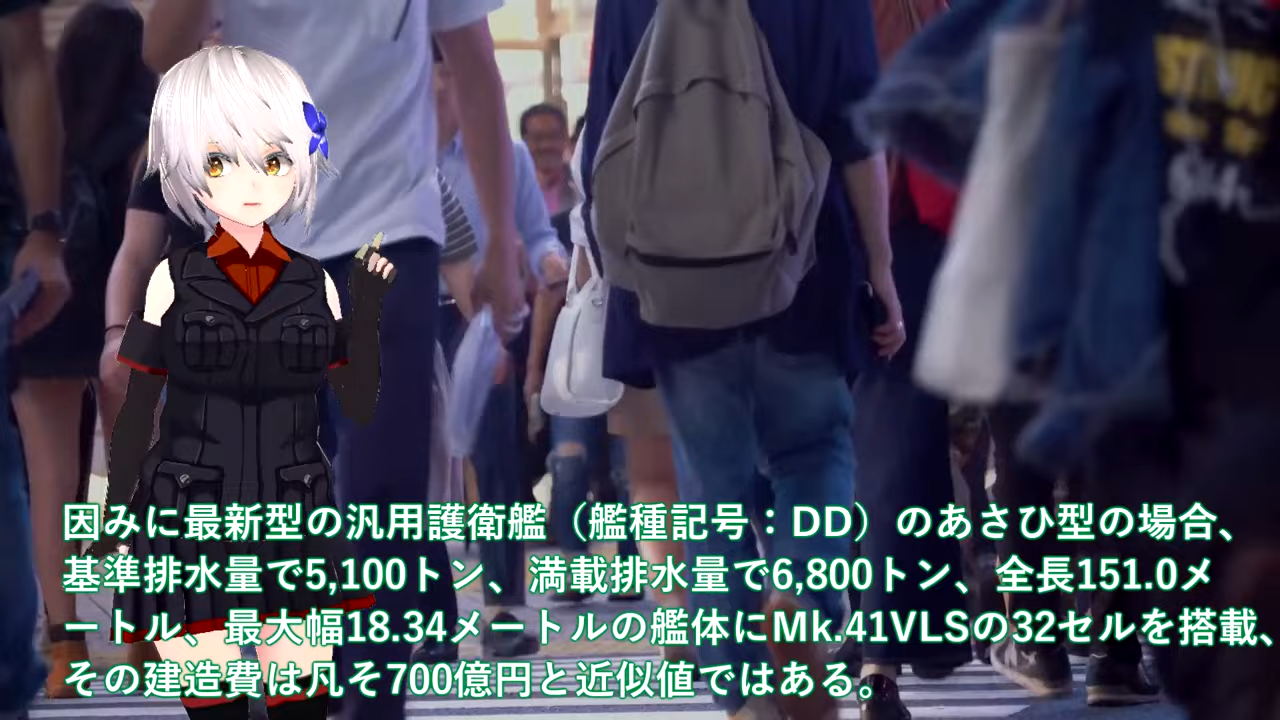 因みに最新型の汎用護衛艦（艦種記号：DD）のあさひ型の場合、
基準排水量で5,100トン、満載排水量で6,800トン、全長151.0メ
ートル、最大幅18.34メートルの艦体にMk.41VLSの32セルを搭載、
その建造費は凡そ700億円と近似値ではある。